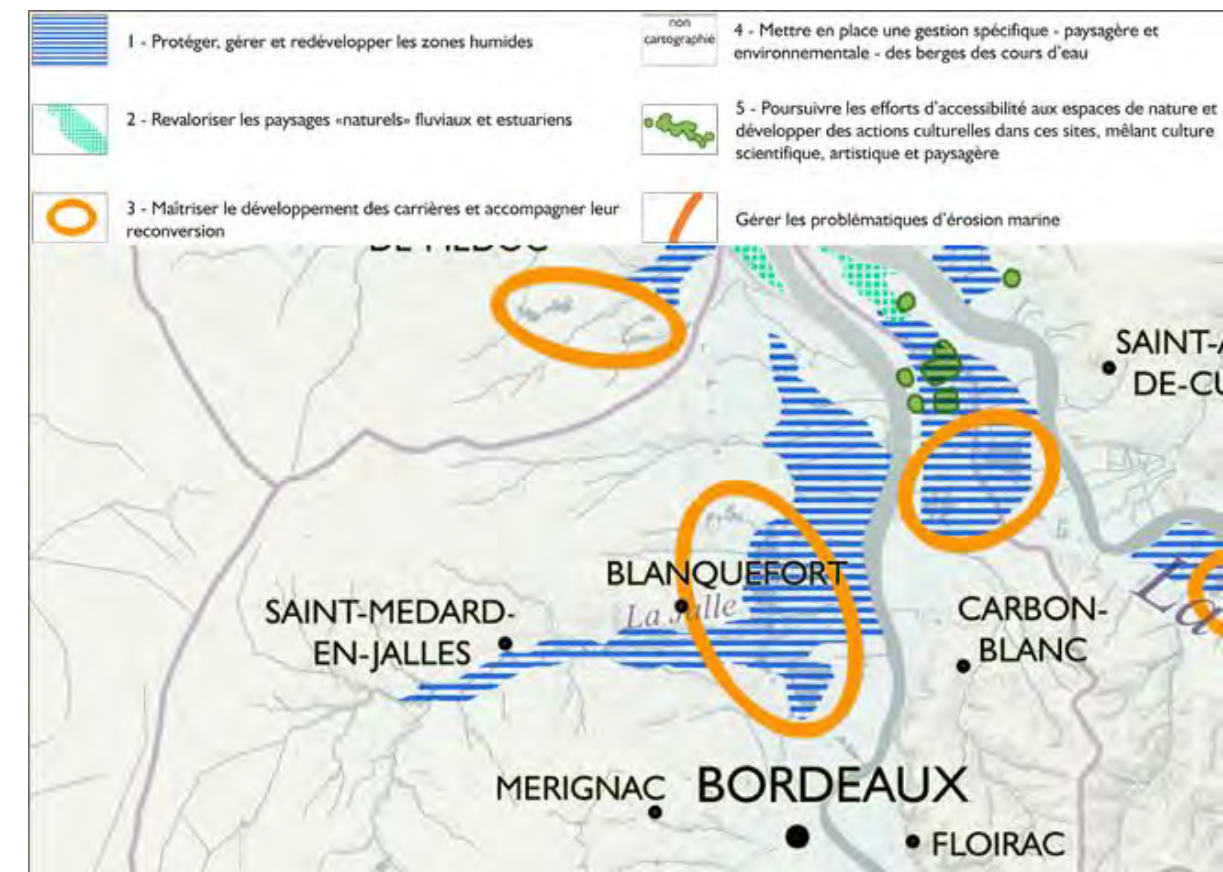 1 - Protéger, gérer et redévelopper les zones humides
2 - Revaloriser les paysages «naturels» fluviaux et estuariens
3 - Maîtriser le développement des carrières et accompagner leur
reconversion
non
cartographié
4 - Mettre en place une gestion spécifique - paysagère et
environnementale - des berges des cours d'eau
5 - Poursuivre les efforts d'accessibilité aux espaces de nature et
développer des actions culturelles dans ces sites, mêlant culture
scientifique, artistique et paysagère
Gérer les problématiques d'érosion marine
SAINT-A
DE-CU
BLANQUEFORT
La Jalle
SAINT-MEDARD-
EN-JALLES
CARBON-
BLANC
La
MERIGNAC
BORDEAUX
FLOIRAC